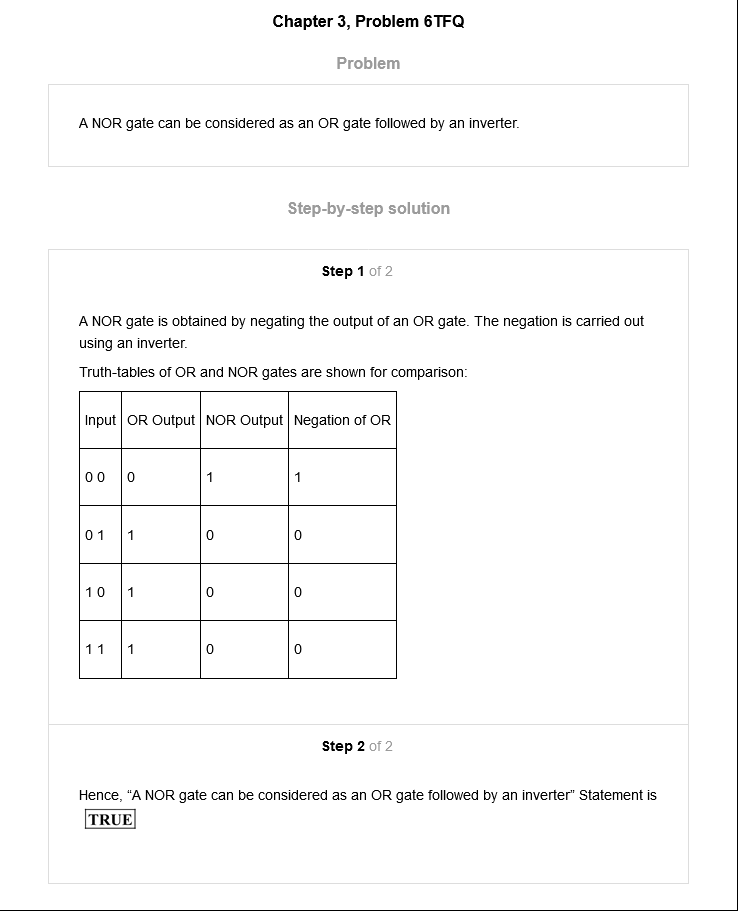 Chapter 3, Problem 6TFQ
Problem
A NOR gate can be considered as an OR gate followed by an inverter.
Step-by-step solution
Step 1 of 2
A NOR gate is obtained by negating the output of an OR gate. The negation is carried out
using an inverter.
Truth-tables of OR and NOR gates are shown for comparison:
Input OR Output NOR Output Negation of OR
0 0 0 1 1
0 1 1 0 0
1 0 1 0 0
1 1 1 0 0
Step 2 of 2
Hence, “A NOR gate can be considered as an OR gate followed by an inverter” Statement is
TRUE